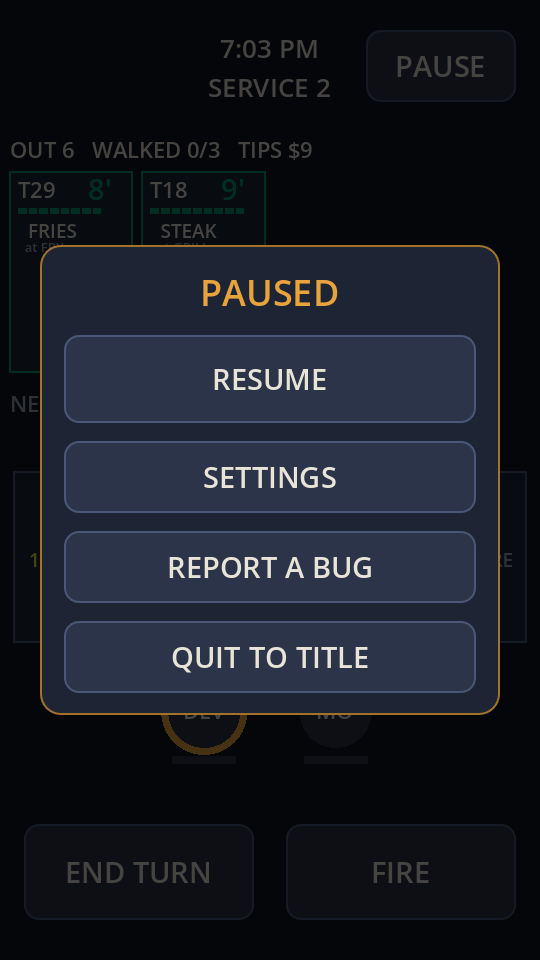 7:03 PM
SERVICE 2
PAUSE
OUT 6 WALKED 0/3 TIPS $9
T29 8'
T18 9'
FRIES
STEAK
PAUSED
RESUME
SETTINGS
REPORT A BUG
QUIT TO TITLE
END TURN
FIRE